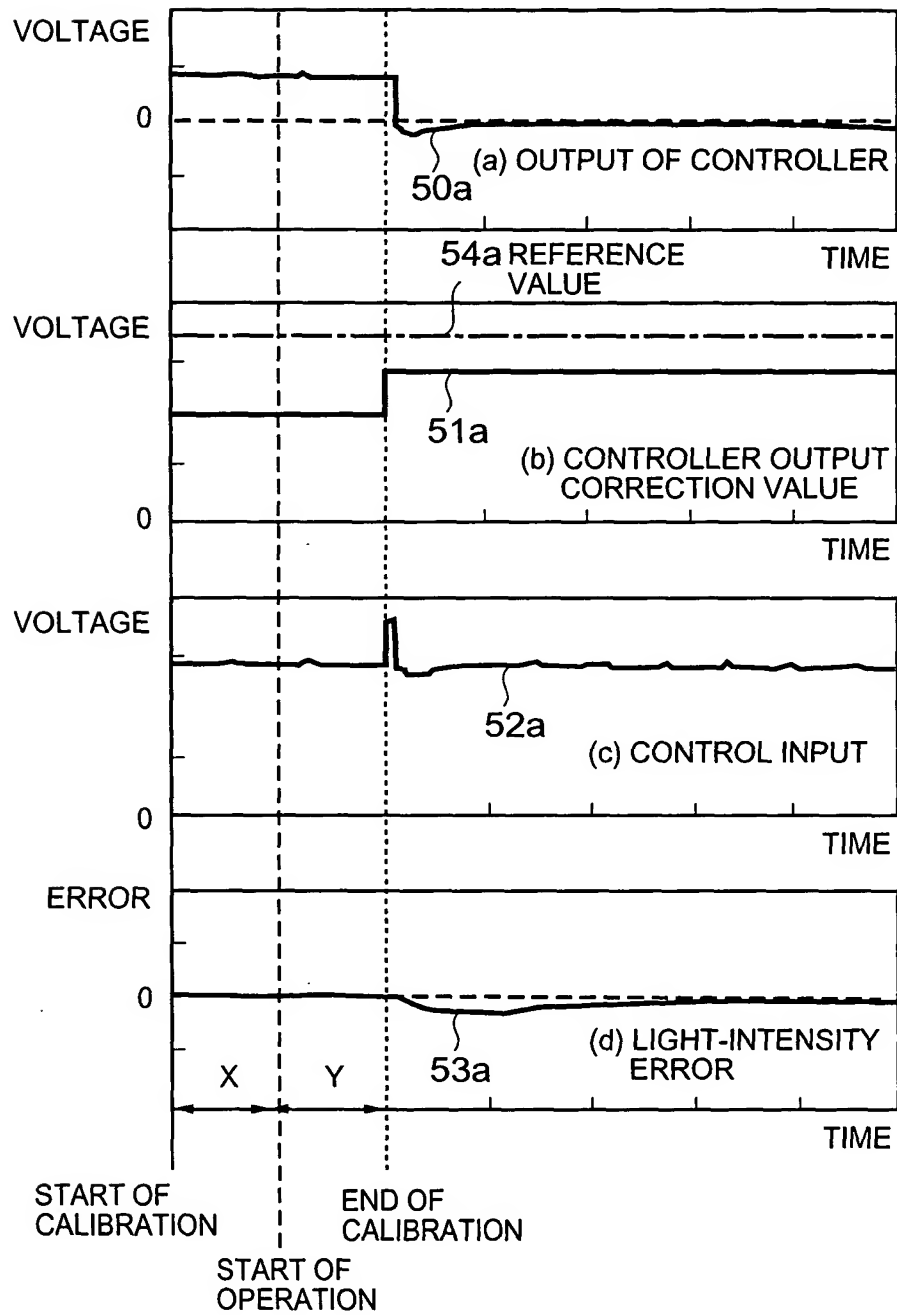 VOLTAGE
0
50a
(a) OUTPUT OF CONTROLLER
TIME
54a REFERENCE
VALUE
VOLTAGE
51a
(b) CONTROLLER OUTPUT
CORRECTION VALUE
0
TIME
VOLTAGE
52a
(c) CONTROL INPUT
0
TIME
ERROR
0
53a
(d) LIGHT-INTENSITY
ERROR
X
Y
TIME
START OF
CALIBRATION
END OF
CALIBRATION
START OF
OPERATION